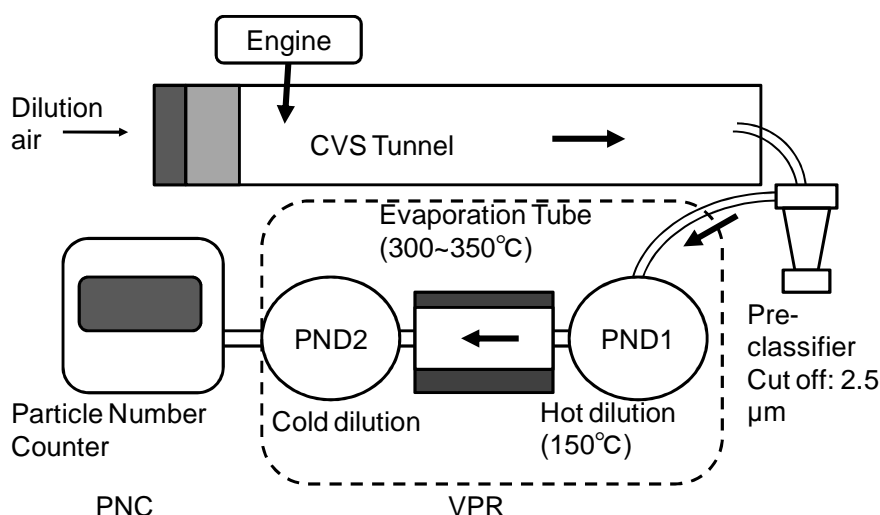 Engine
Dilution
air
CVS Tunnel
Evaporation Tube
(300~350℃)
PND2
PND1
Pre-
classifier
Cut off: 2.5
µm
Particle Number
Counter
Cold dilution
Hot dilution
(150℃)
PNC
VPR